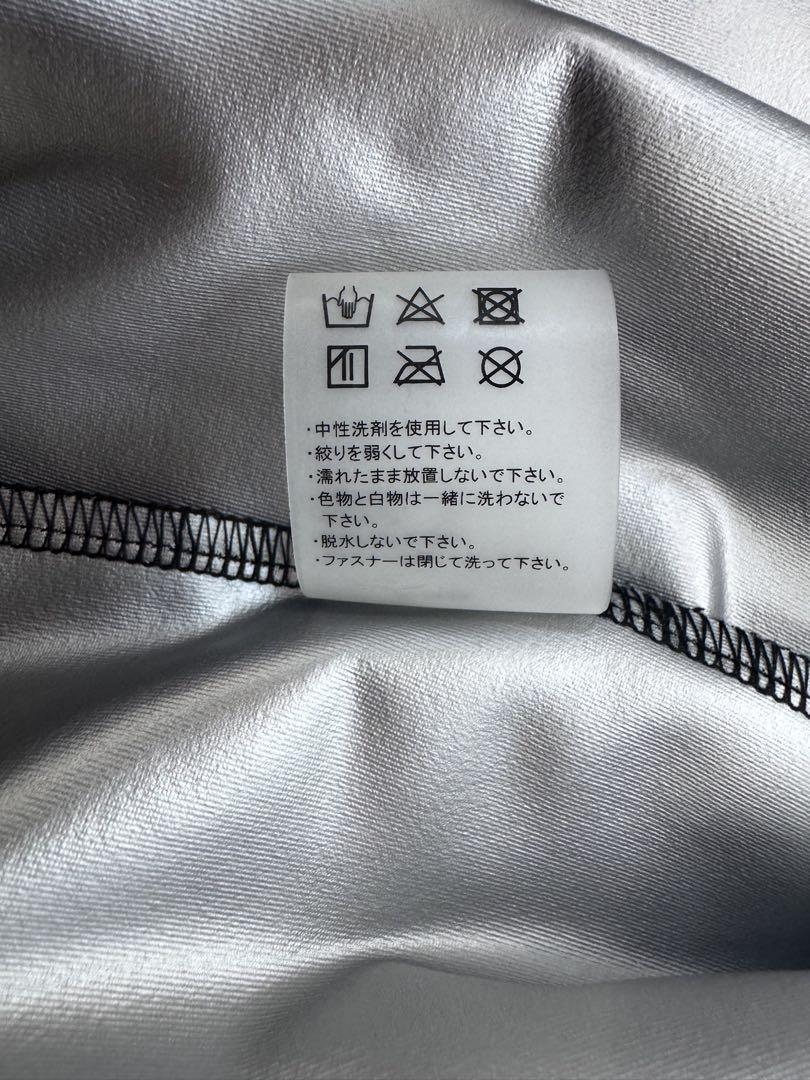 ・中性洗剤を使用して下さい。
・絞りを弱くして下さい。
・濡れたまま放置しないで下さい。
・色物と白物は一緒に洗わないで
下さい。
・脱水しないで下さい。
・ファスナーは閉じて洗って下さい。